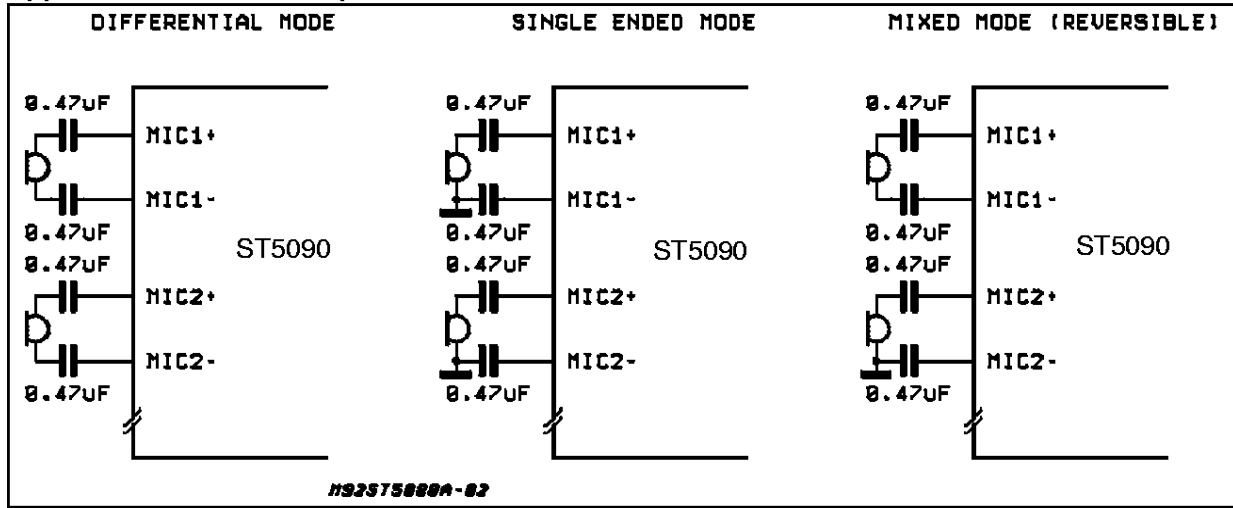 DIFFERENTIAL MODE
0.47uF
MIC1+
MIC1-
0.47uF
ST5090
0.47uF
MIC2+
MIC2-
0.47uF
SINGLE ENDED MODE
0.47uF
MIC1+
MIC1-
0.47uF
ST5090
0.47uF
MIC2+
MIC2-
0.47uF
MIXED MODE (REVERSIBLE)
0.47uF
MIC1+
MIC1-
0.47uF
ST5090
0.47uF
MIC2+
MIC2-
0.47uF
M92ST5080A-02